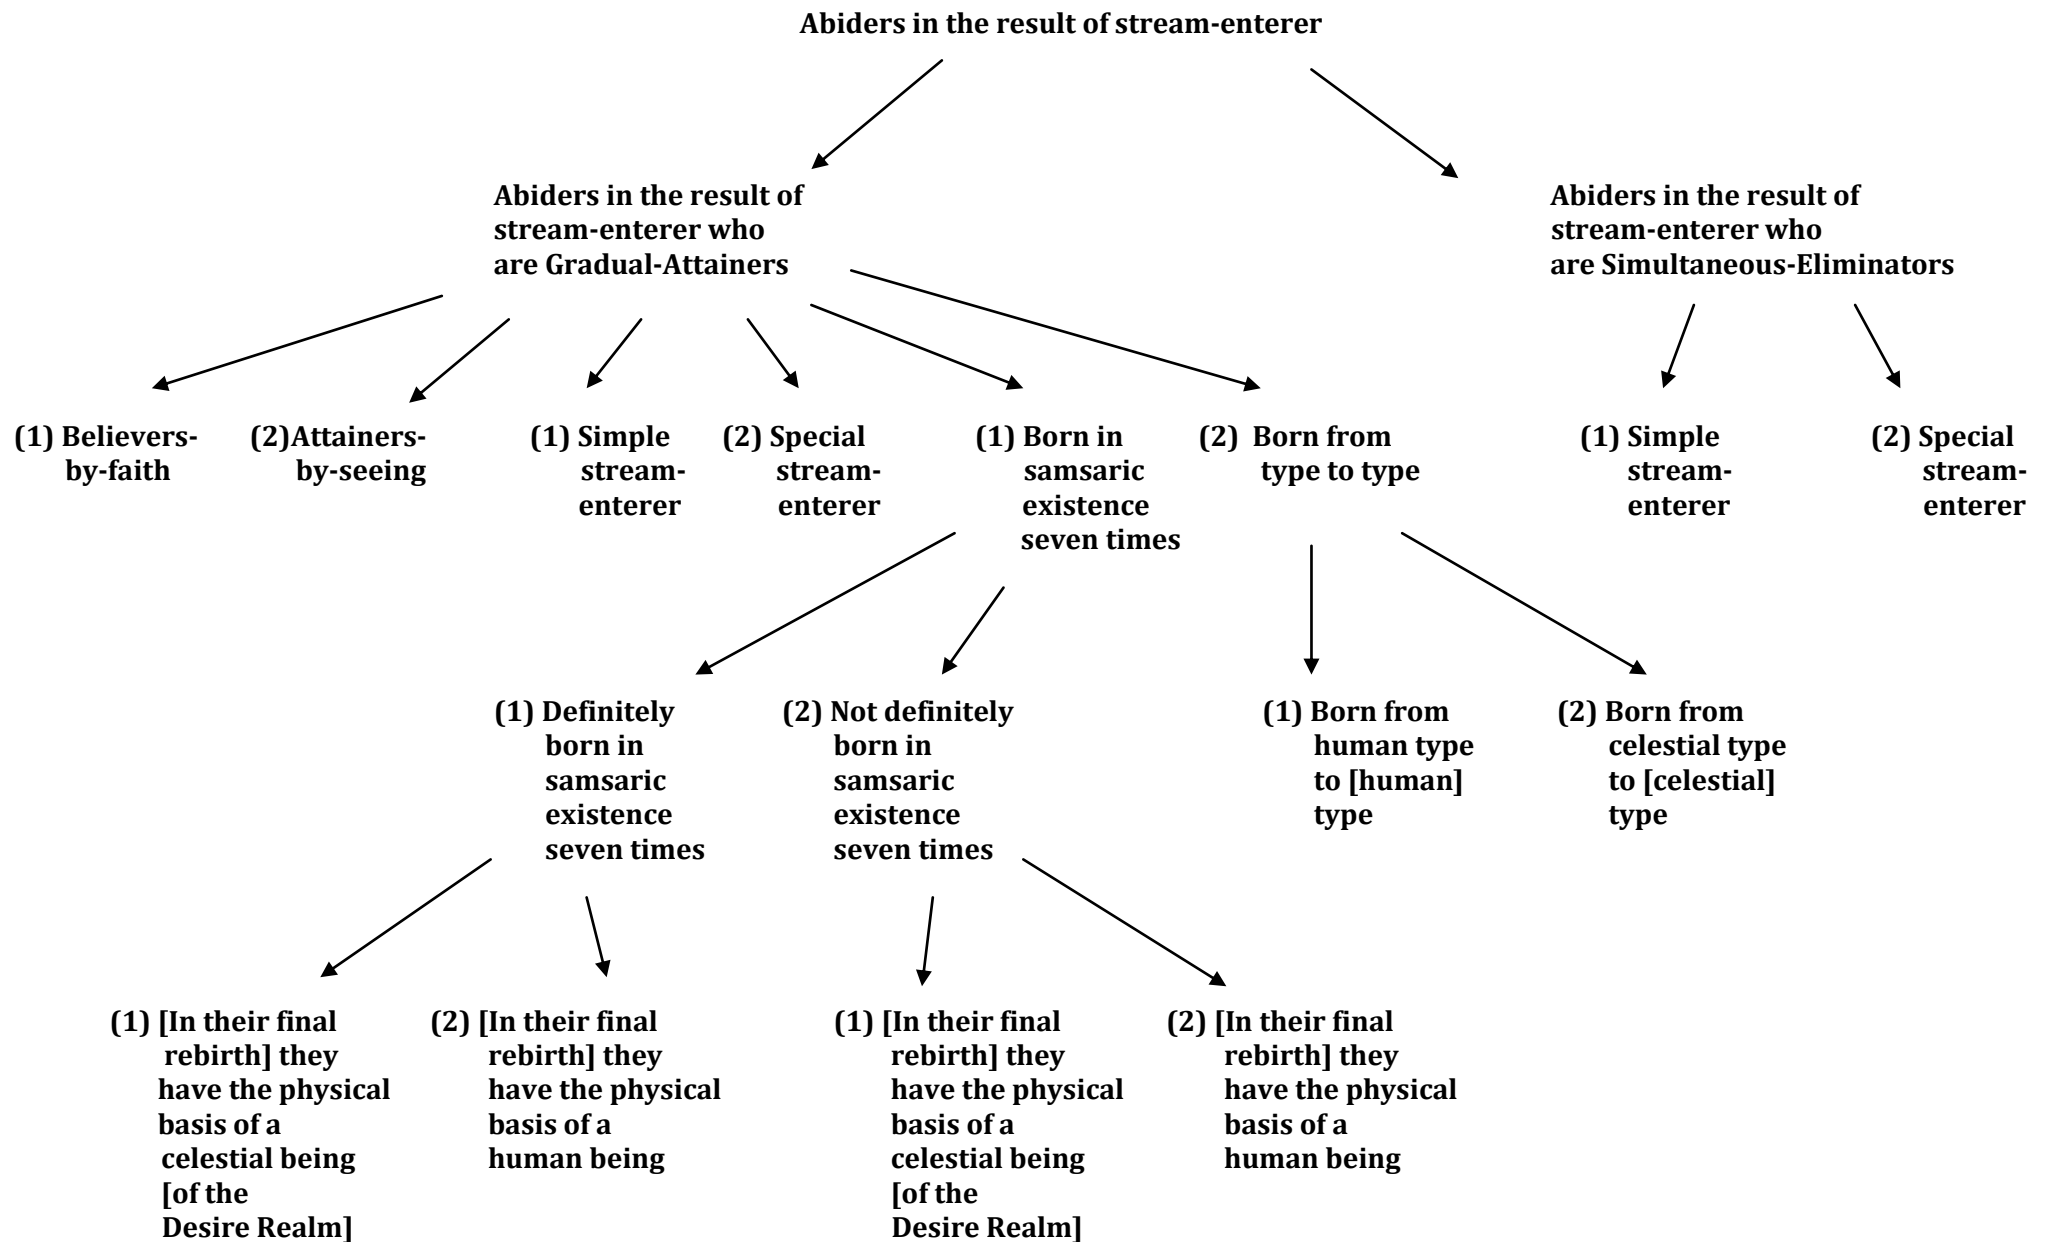 Abiders in the result of stream-enterer
Abiders in the result of
stream-enterer who
are Gradual-Attainers
Abiders in the result of
stream-enterer who
are Simultaneous-Eliminators
(1) Believers-
by-faith
(2)Attainers-
by-seeing
(1) Simple
stream-
enterer
(2) Special
stream-
enterer
(1) Born in
samsaric
existence
seven times
(2) Born from
type to type
(1) Simple
stream-
enterer
(2) Special
stream-
enterer
(1) Definitely
born in
samsaric
existence
seven times
(2) Not definitely
born in
samsaric
existence
seven times
(1) Born from
human type
to [human]
type
(2) Born from
celestial type
to [celestial]
type
(1) [In their final
rebirth] they
have the physical
basis of a
celestial being
[of the
Desire Realm]
(2) [In their final
rebirth] they
have the physical
basis of a
human being
(1) [In their final
rebirth] they
have the physical
basis of a
celestial being
[of the
Desire Realm]
(2) [In their final
rebirth] they
have the physical
basis of a
human being